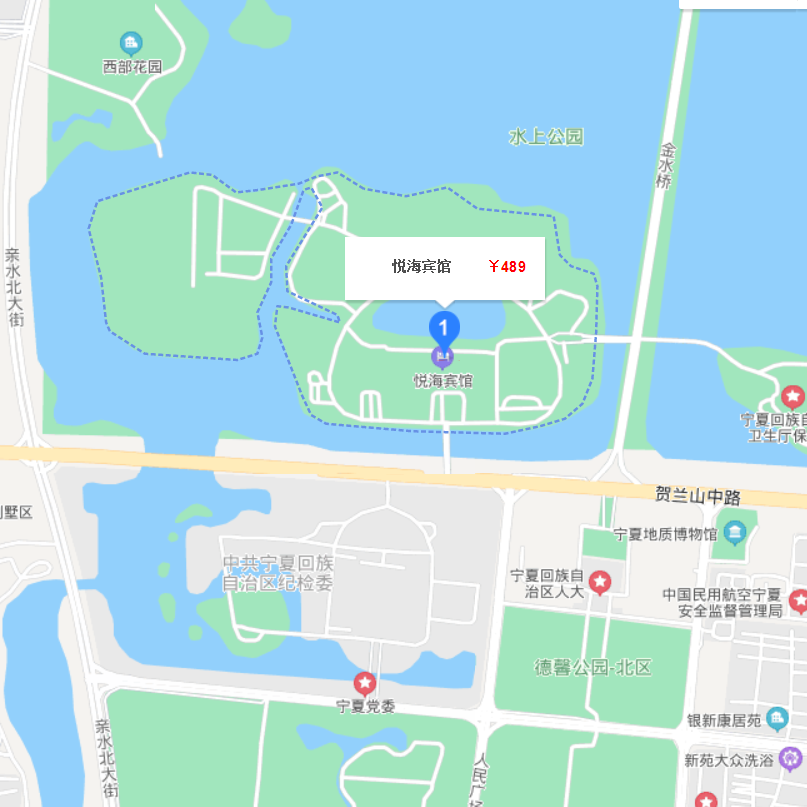 西部花园
水上公园
金水桥
亲水北大街
悦海宾馆 ￥489
1
悦海宾馆
宁夏回族自
卫生厅保
贺兰山中路
墅区
宁夏地质博物馆
中共宁夏回族
自治区纪检委
宁夏回族自
治区人大
中国民用航空宁夏
安全监督管理局
德馨公园-北区
宁夏党委
银新康居苑
亲水北大街
人民广场
新苑大众洗浴